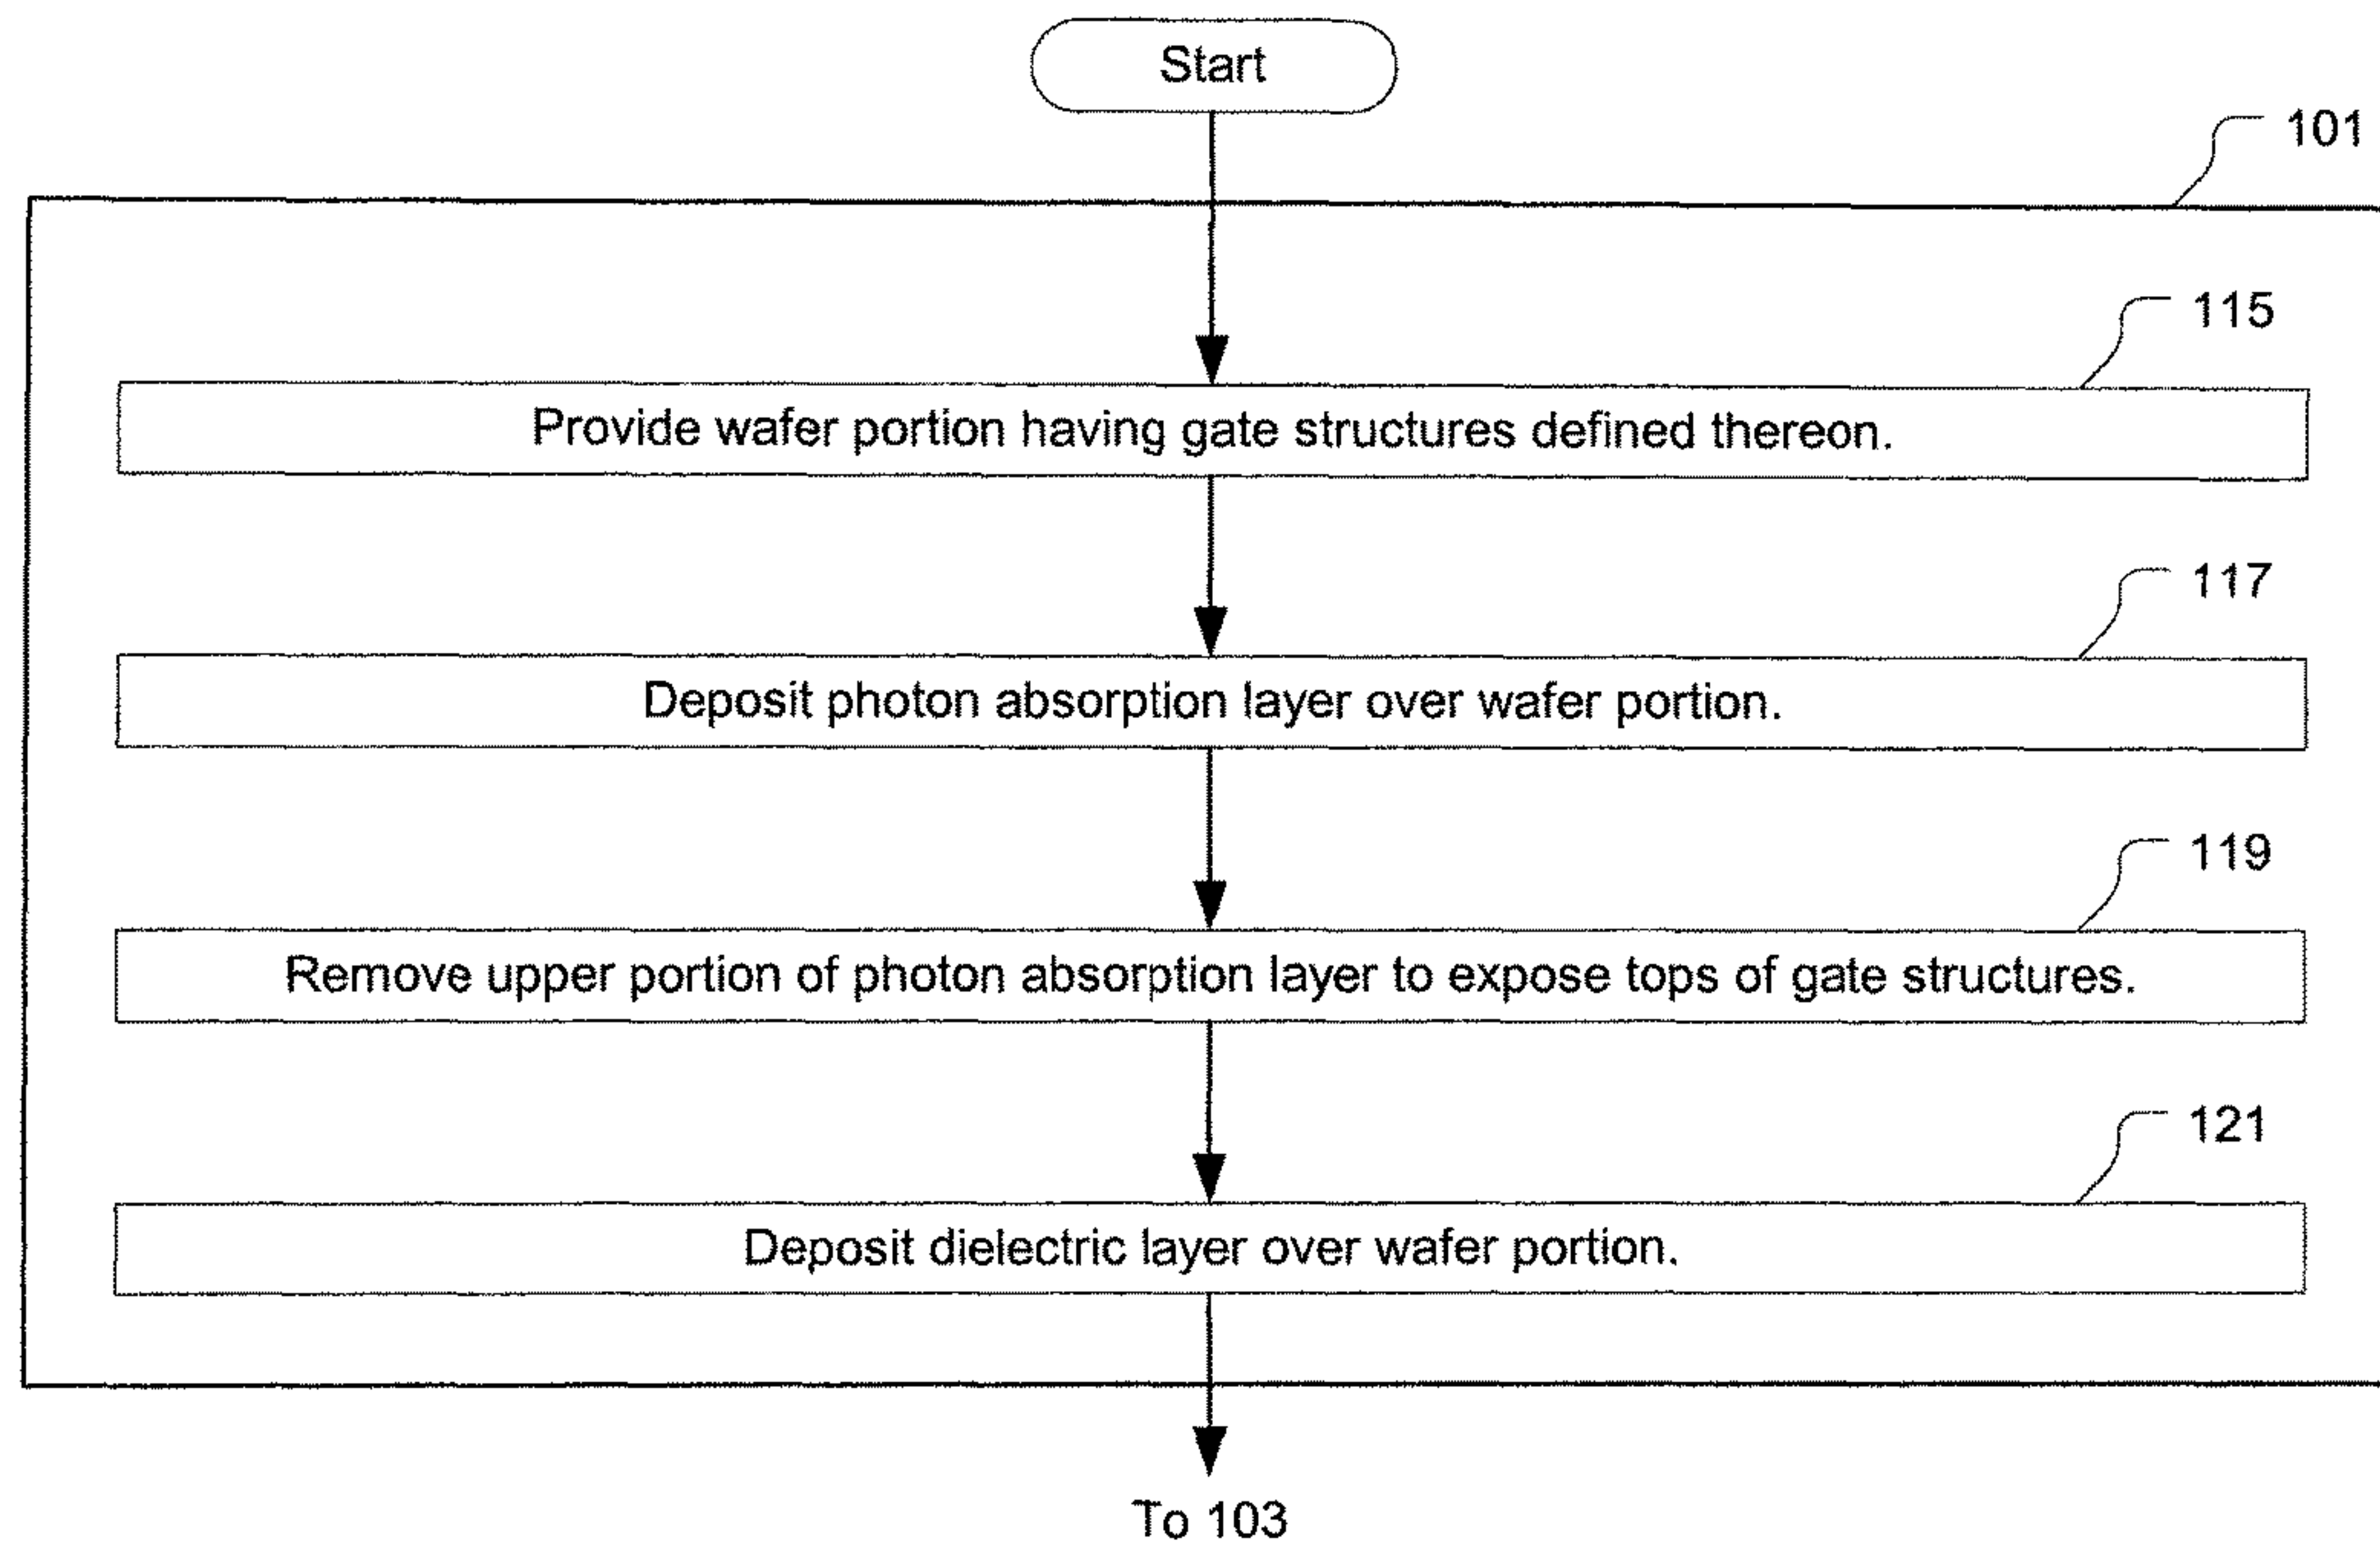 Start
101
115
Provide wafer portion having gate structures defined thereon.
117
Deposit photon absorption layer over wafer portion.
119
Remove upper portion of photon absorption layer to expose tops of gate structures.
121
Deposit dielectric layer over wafer portion.
To 103